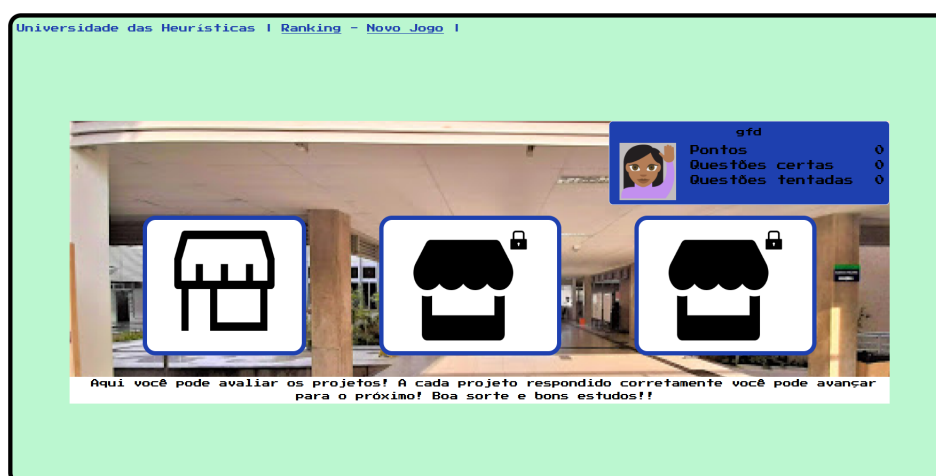 Universidade das Heurísticas | Ranking - Novo Jogo |
gfd
Pontos 0
Questões certas 0
Questões tentadas 0
Aqui você pode avaliar os projetos! A cada projeto respondido corretamente você pode avançar
para o próximo! Boa sorte e bons estudos!!